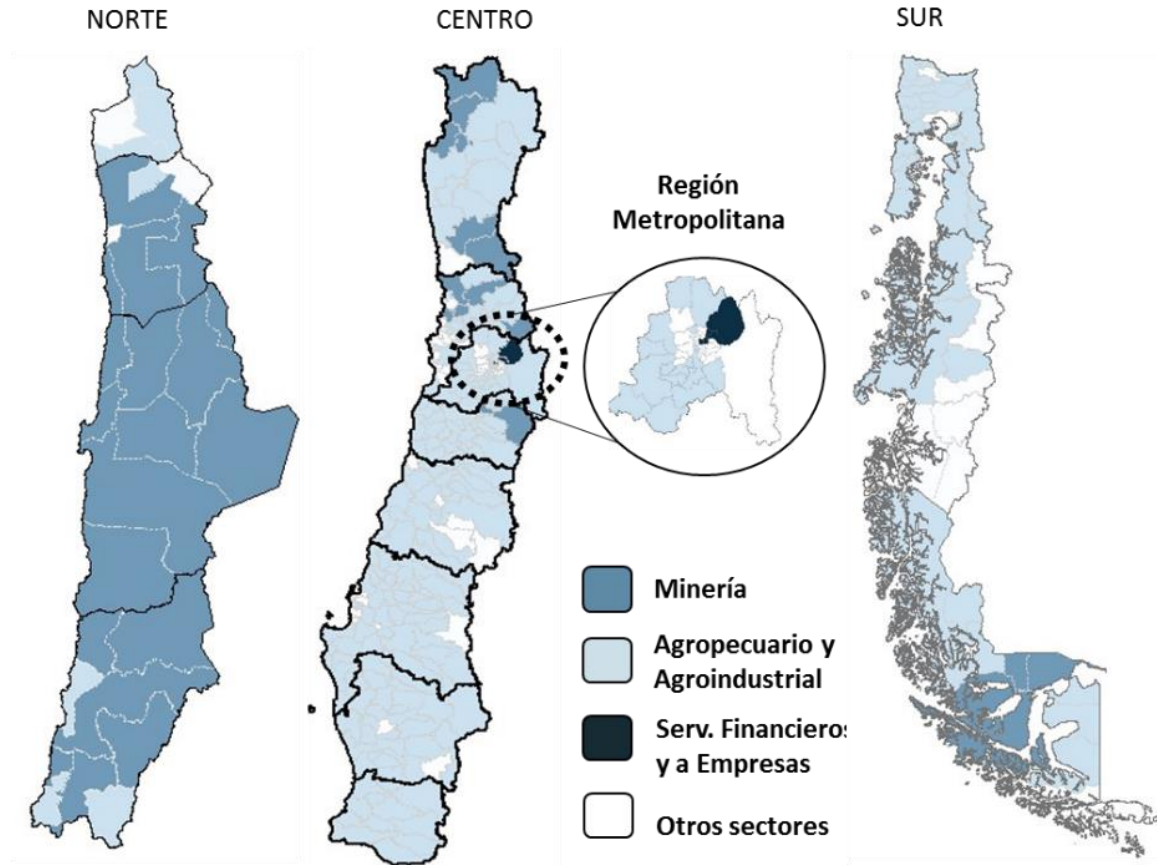 NORTE
CENTRO
SUR
Región
Metropolitana
Minería
Agropecuario y
Agroindustrial
Serv. Financieros
y a Empresas
Otros sectores